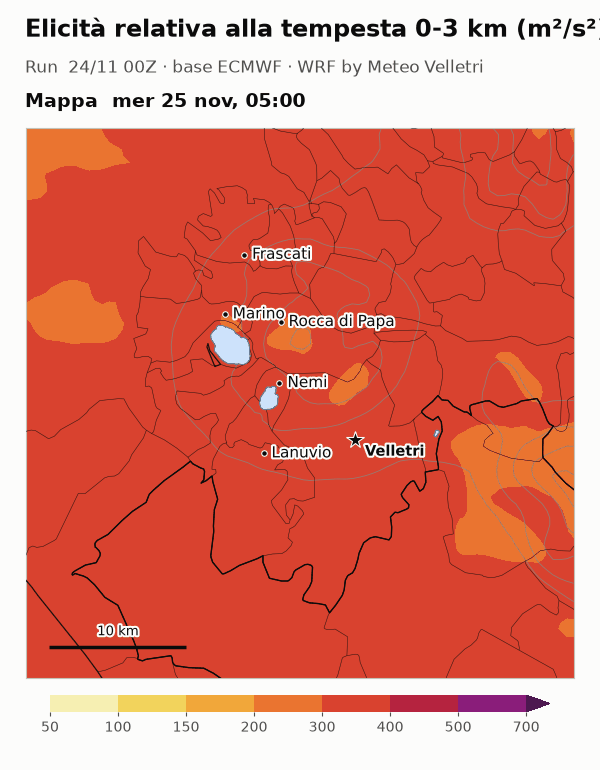 Elicità relativa alla tempesta 0-3 km (m²/s²)
Run  24/11 00Z · base ECMWF · WRF by Meteo Velletri
Mappa  mer 25 nov, 05:00
Frascati
Marino
Rocca di Papa
Nemi
Velletri
Lanuvio
10 km
50 100 150 200 300 400 500 700